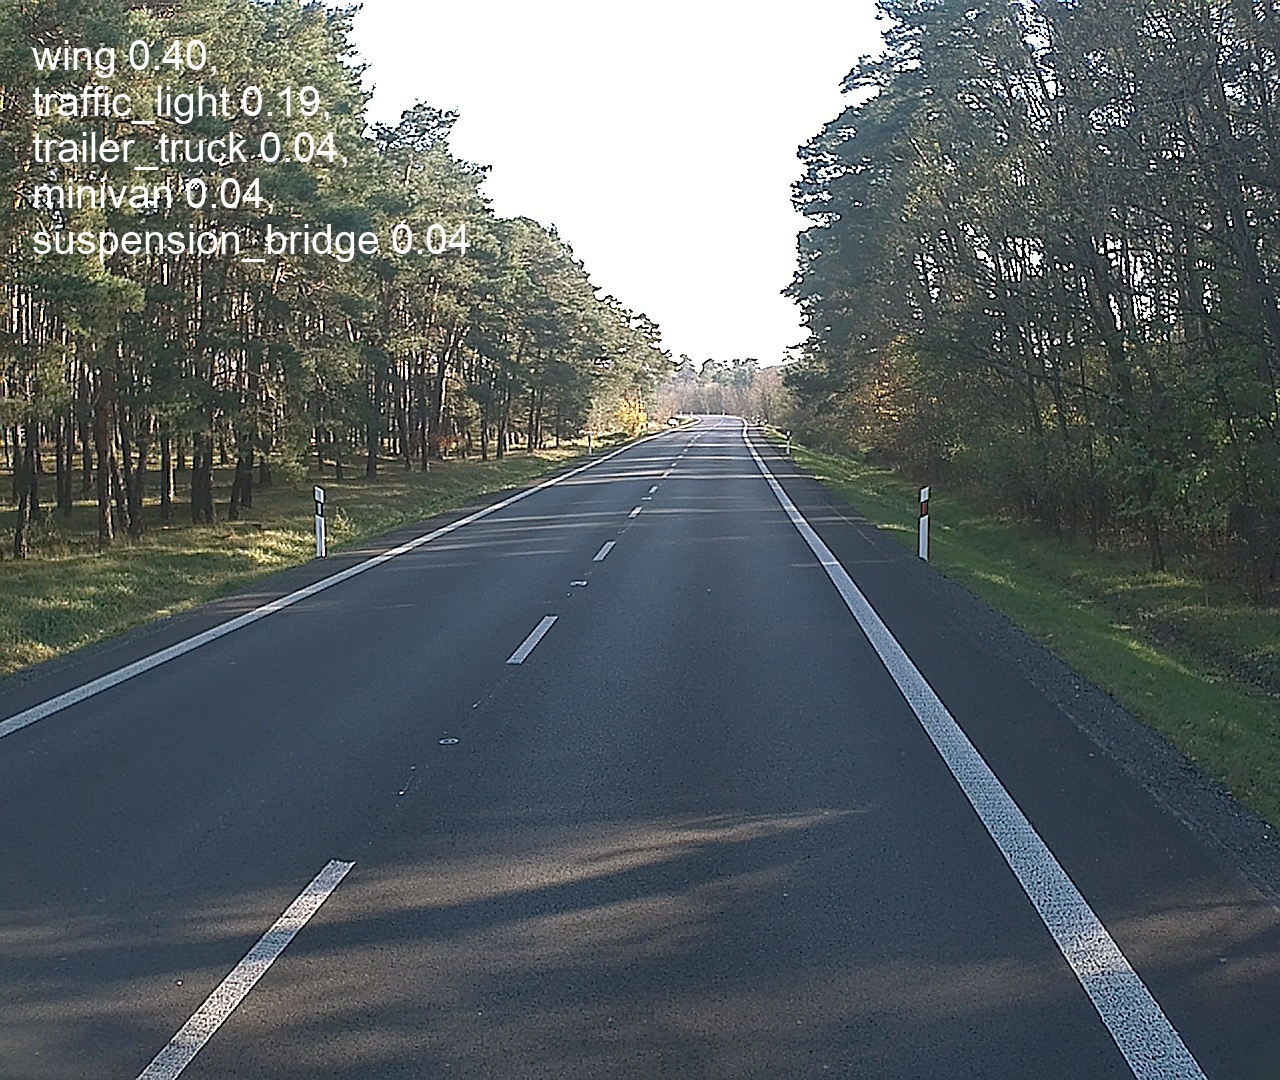 wing 0.40,
traffic_light 0.19,
trailer_truck 0.04,
minivan 0.04,
suspension_bridge 0.04